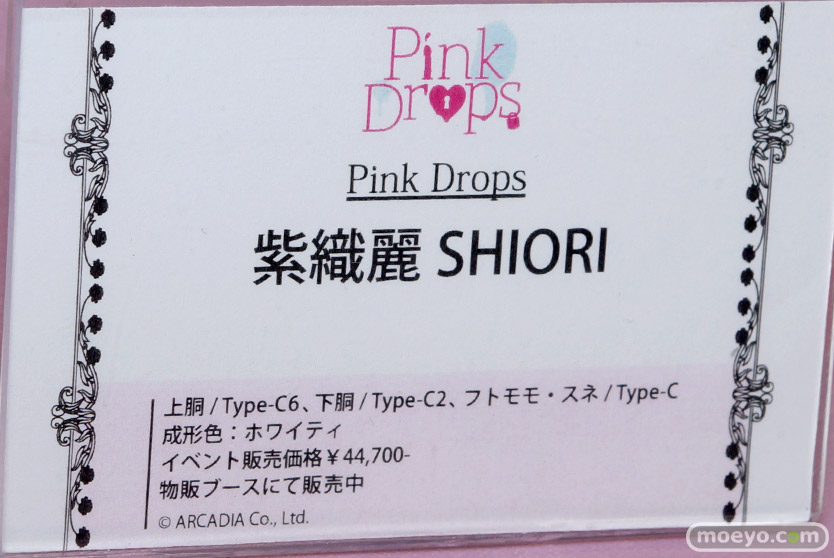 Pink
Drops
Pink Drops
紫織麗 SHIORI
上胴 / Type-C6、下胴 / Type-C2、フトモモ・スネ / Type-C
成形色：ホワイティ
イベント販売価格￥44,700-
物販ブースにて販売中
© ARCADIA Co., Ltd.
moeyo.com